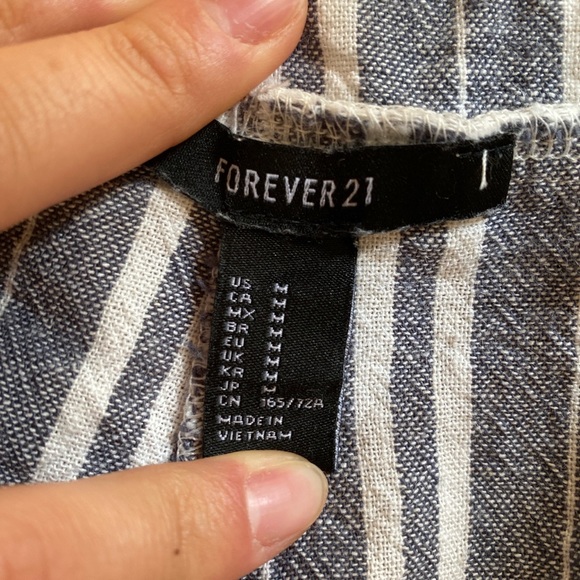 FOREVER 21
US M
CA M
MX M
BR M
EU M
UK M
KR M
JP M
CN 165/72A
MADE IN
VIETNAM